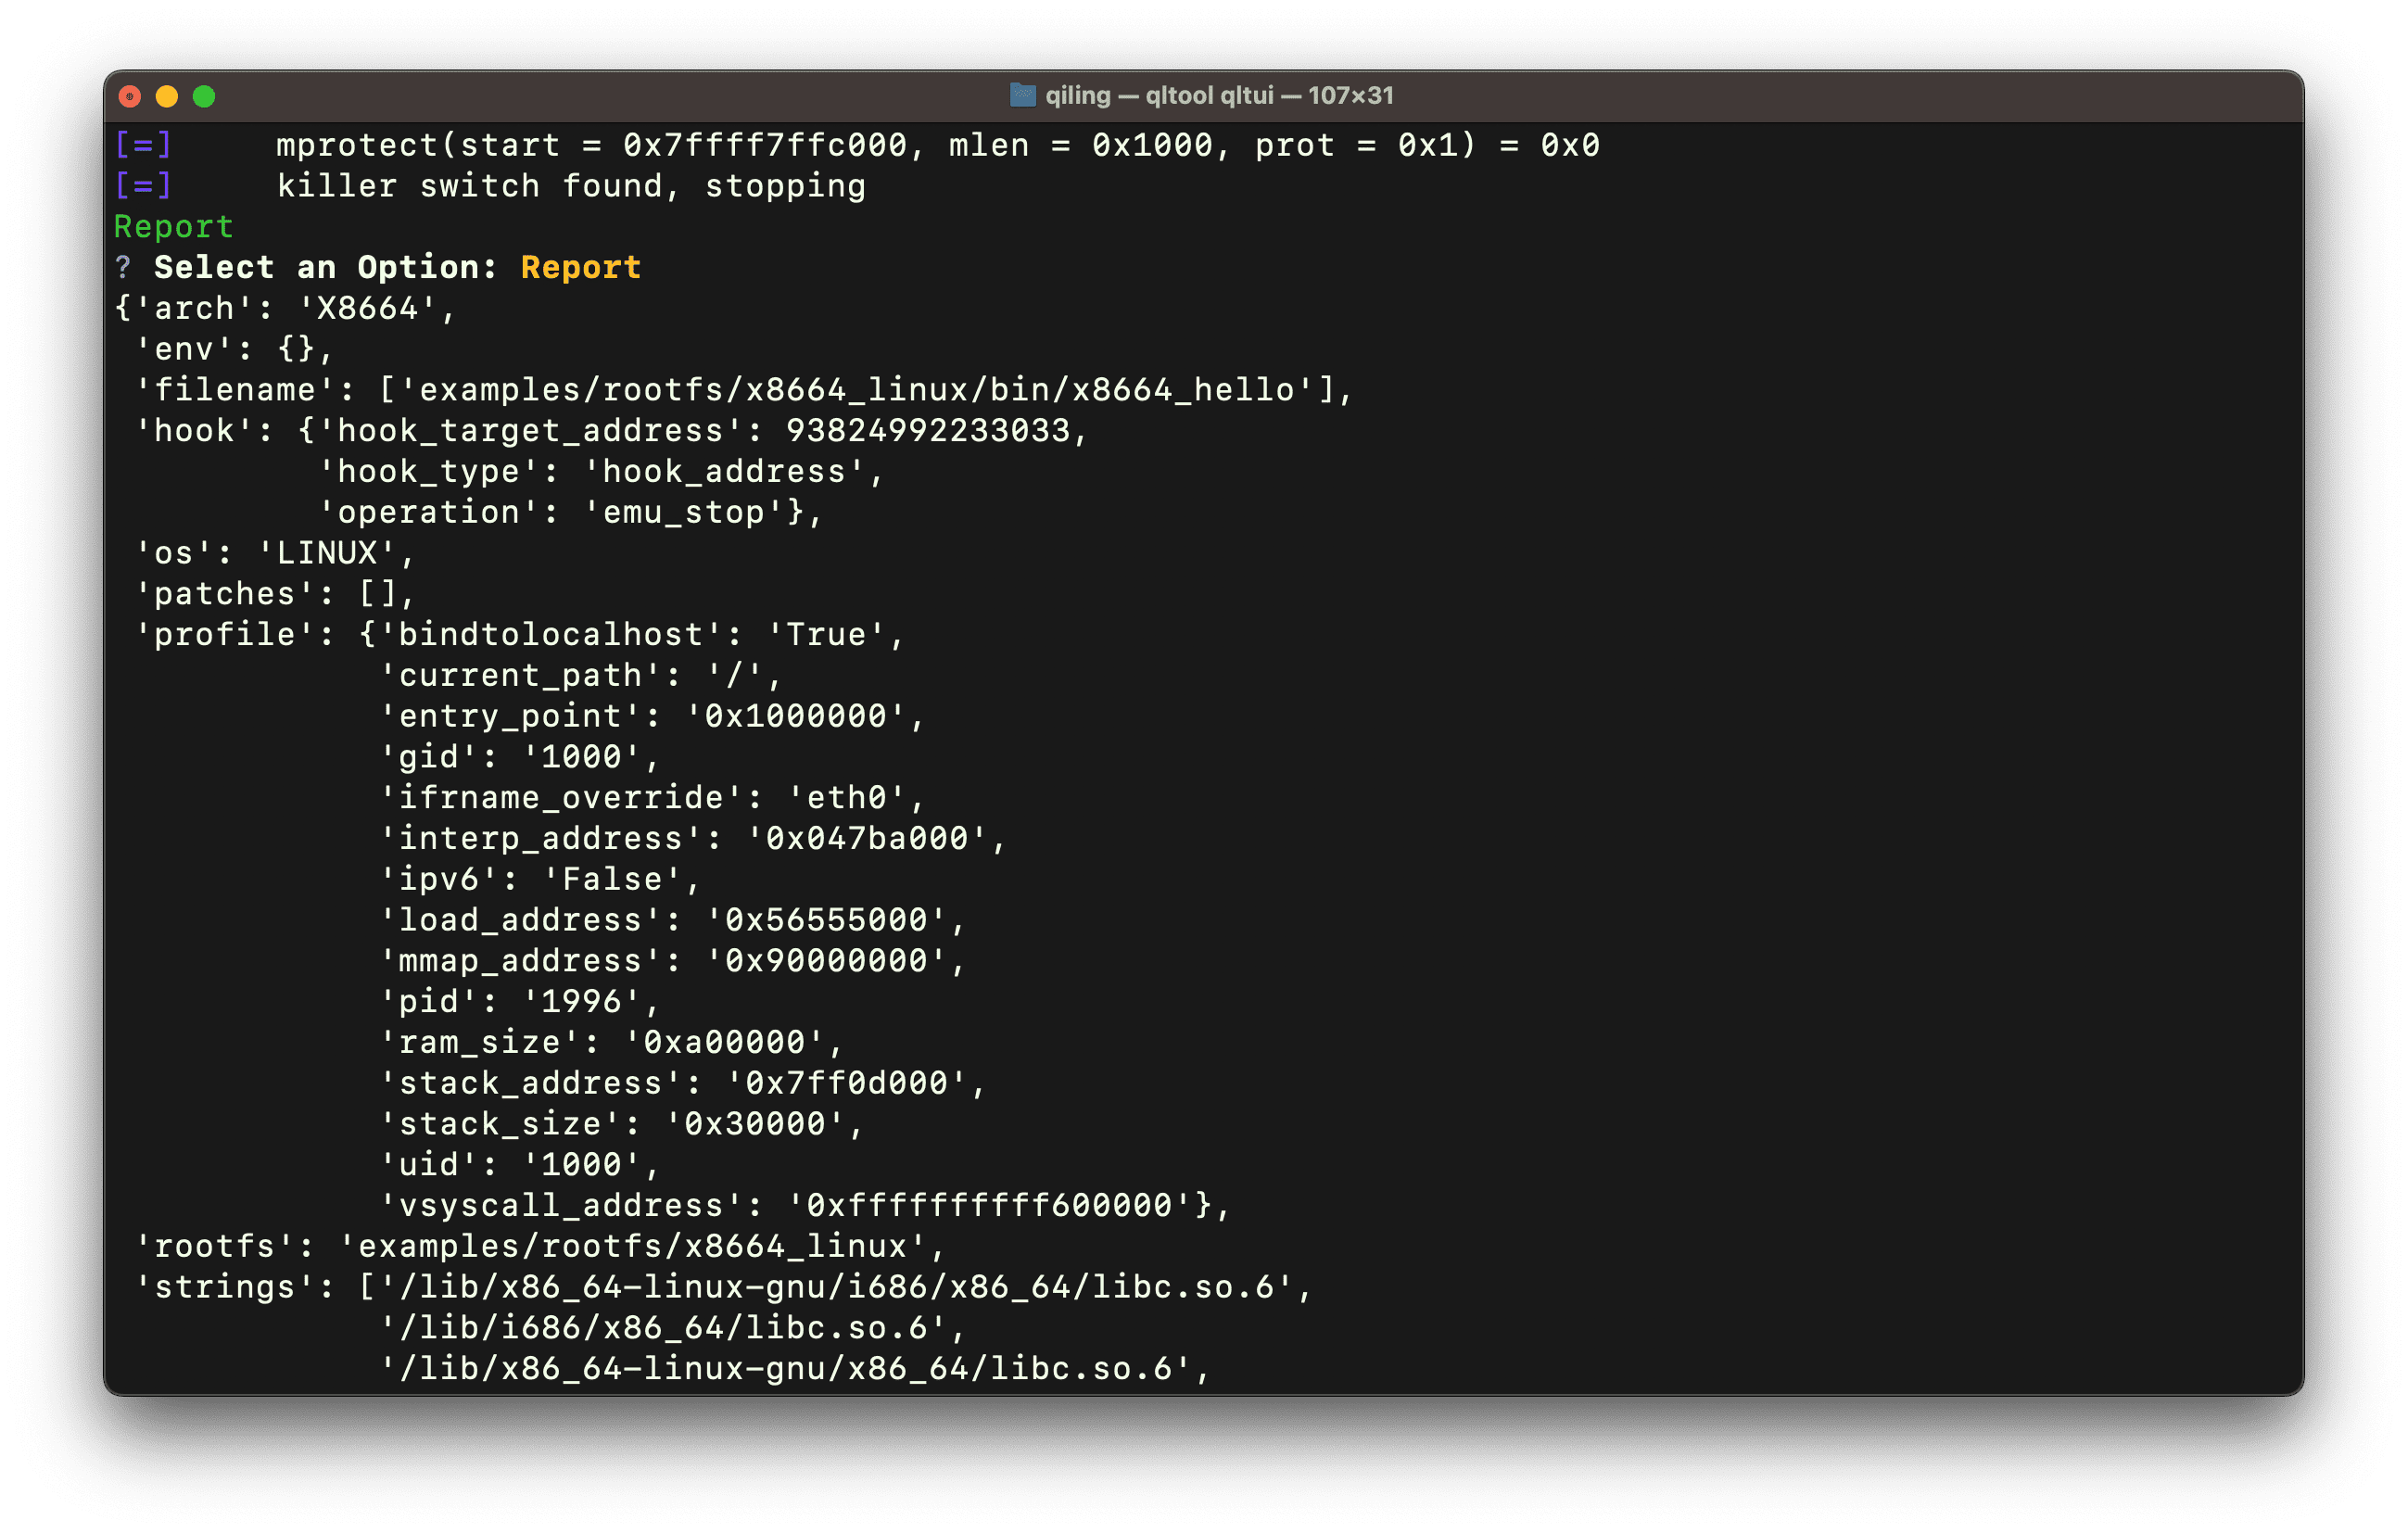 qiling — qltool qltui — 107×31
[=]     mprotect(start = 0x7ffff7ffc000, mlen = 0x1000, prot = 0x1) = 0x0
[=]     killer switch found, stopping
Report
? Select an Option: Report
{'arch': 'X8664',
 'env': {},
 'filename': ['examples/rootfs/x8664_linux/bin/x8664_hello'],
 'hook': {'hook_target_address': 93824992233033,
          'hook_type': 'hook_address',
          'operation': 'emu_stop'},
 'os': 'LINUX',
 'patches': [],
 'profile': {'bindtolocalhost': 'True',
             'current_path': '/',
             'entry_point': '0x1000000',
             'gid': '1000',
             'ifrname_override': 'eth0',
             'interp_address': '0x047ba000',
             'ipv6': 'False',
             'load_address': '0x56555000',
             'mmap_address': '0x90000000',
             'pid': '1996',
             'ram_size': '0xa00000',
             'stack_address': '0x7ff0d000',
             'stack_size': '0x30000',
             'uid': '1000',
             'vsyscall_address': '0xffffffffff600000'},
 'rootfs': 'examples/rootfs/x8664_linux',
 'strings': ['/lib/x86_64-linux-gnu/i686/x86_64/libc.so.6',
             '/lib/i686/x86_64/libc.so.6',
             '/lib/x86_64-linux-gnu/x86_64/libc.so.6',